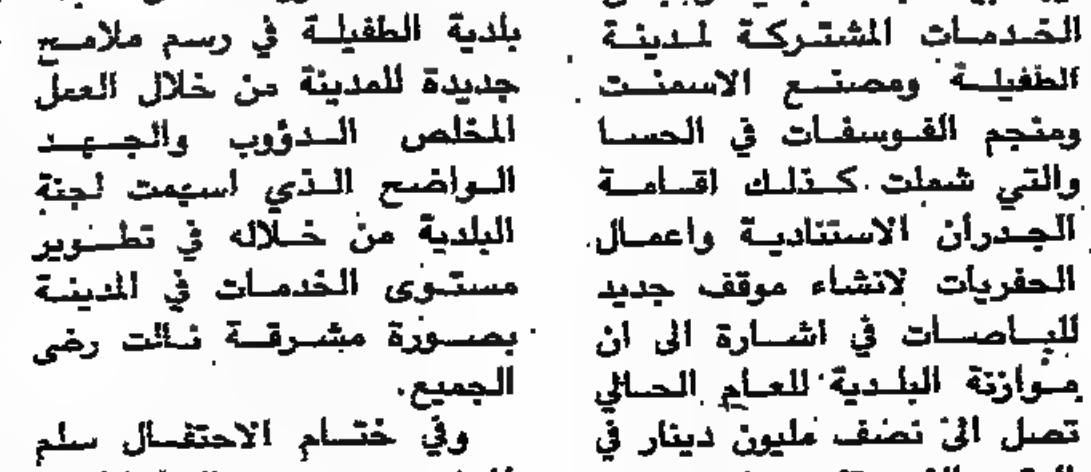 الخدمات المشتركة لمدينة
الطفيلة ومصنع الاسمنت
ومنجم الفوسفات في الحسا
والتي شملت كذلك اقامة
الجدران الاستنادية واعمال
الحفريات لانشاء موقف جديد
للباصات في اشارة الى ان
موازنة البلدية للعام الحالي
تصل الى نصف مليون دينار في
بلدية الطفيلة في رسم ملامح
جديدة للمدينة من خلال العمل
المخلص الدؤوب والجهد
الواضح الذي اسهمت لجنة
البلدية من خلاله في تطوير
مستوى الخدمات في المدينة
بصورة مشرقة نالت رضى
الجميع.
وفي ختام الاحتفال سلم